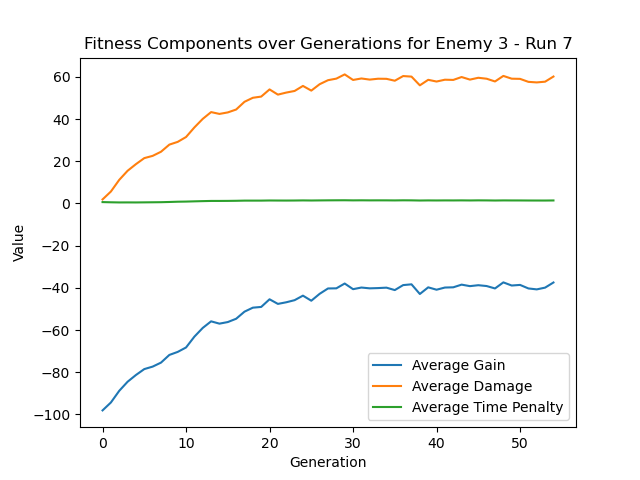 Fitness Components over Generations for Enemy 3 - Run 7
60
40
20
0
−20
−40
−60
−80
−100
Value
0 10 20 30 40 50
Generation
Average Gain
Average Damage
Average Time Penalty